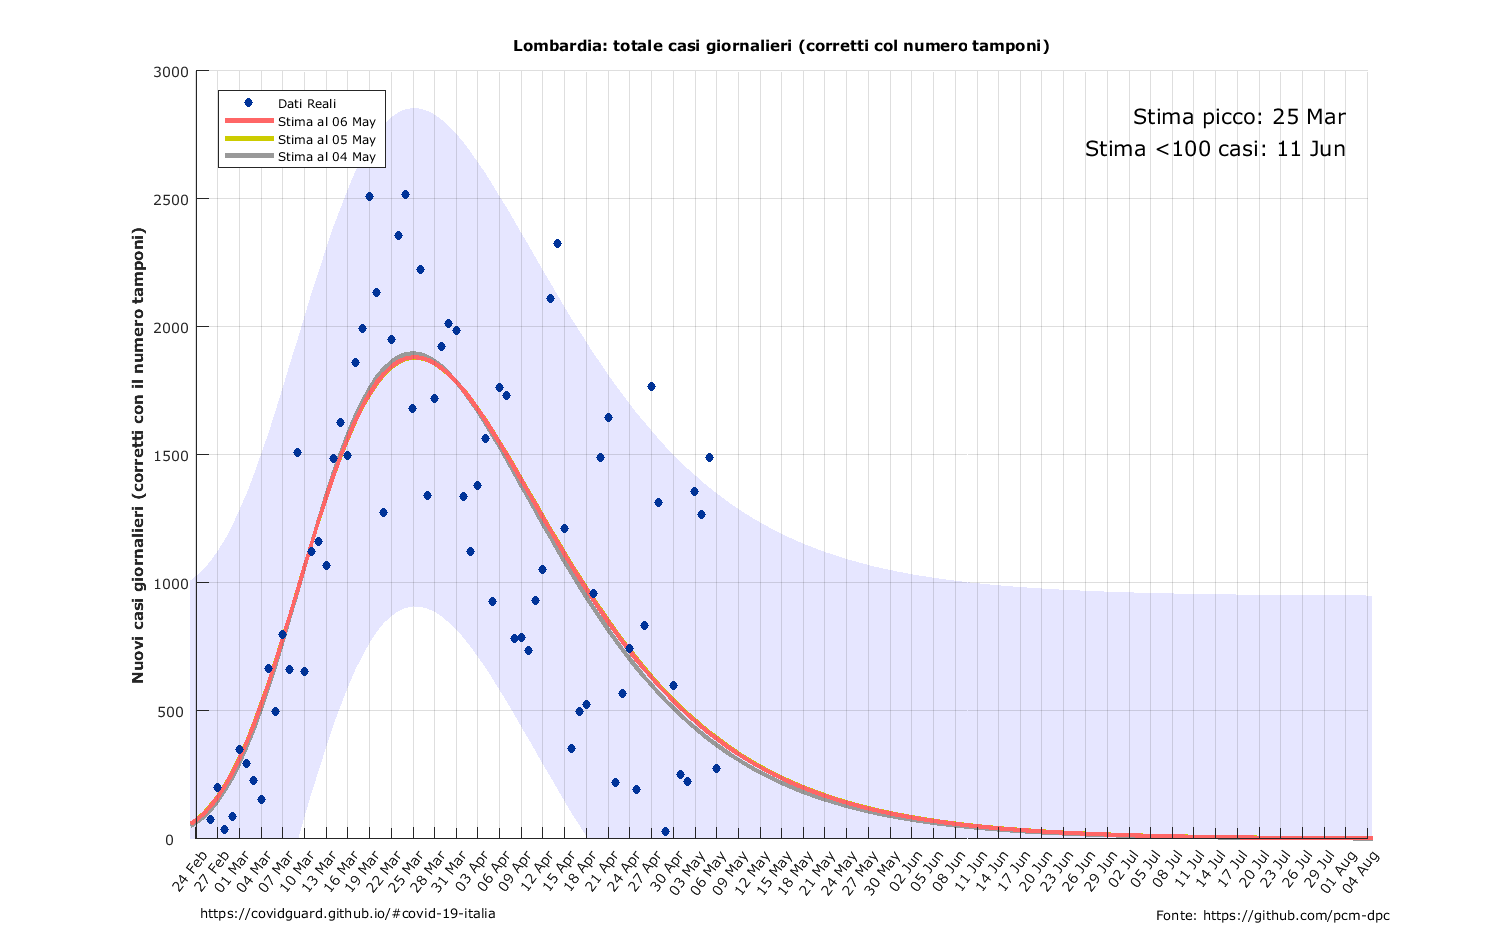 Lombardia: totale casi giornalieri (corretti col numero tamponi)
Nuovi casi giornalieri (corretti con il numero tamponi)
3000
2500
2000
1500
1000
500
0
Dati Reali
Stima al 06 May
Stima al 05 May
Stima al 04 May
Stima picco: 25 Mar
Stima <100 casi: 11 Jun
24 Feb
27 Feb
01 Mar
04 Mar
07 Mar
10 Mar
13 Mar
16 Mar
19 Mar
22 Mar
25 Mar
28 Mar
31 Mar
03 Apr
06 Apr
09 Apr
12 Apr
15 Apr
18 Apr
21 Apr
24 Apr
27 Apr
30 Apr
03 May
06 May
09 May
12 May
15 May
18 May
21 May
24 May
27 May
30 May
02 Jun
05 Jun
08 Jun
11 Jun
14 Jun
17 Jun
20 Jun
23 Jun
26 Jun
29 Jun
02 Jul
05 Jul
08 Jul
11 Jul
14 Jul
17 Jul
20 Jul
23 Jul
26 Jul
29 Jul
01 Aug
04 Aug
https://covidguard.github.io/#covid-19-italia
Fonte: https://github.com/pcm-dpc